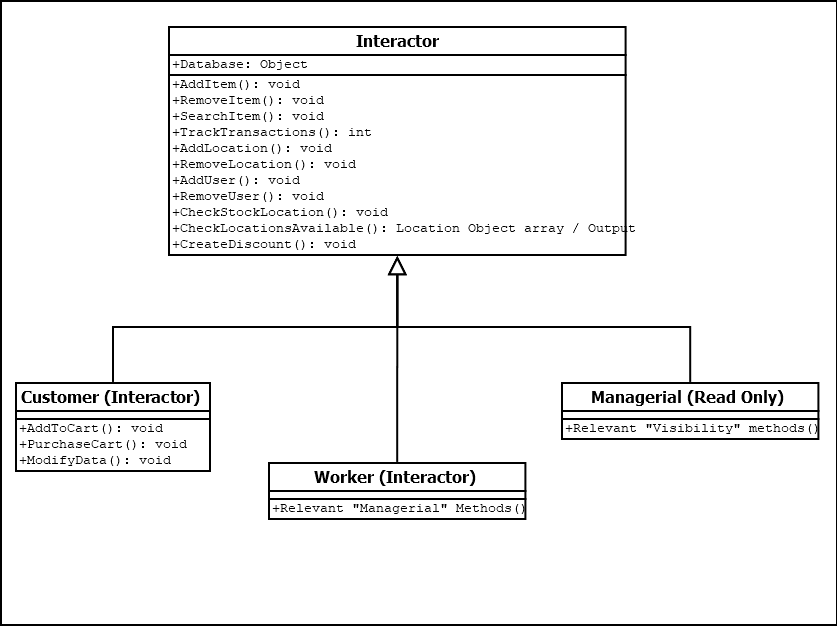 Interactor
+Database: Object
+AddItem(): void
+RemoveItem(): void
+SearchItem(): void
+TrackTransactions(): int
+AddLocation(): void
+RemoveLocation(): void
+AddUser(): void
+RemoveUser(): void
+CheckStockLocation(): void
+CheckLocationsAvailable(): Location Object array / Output
+CreateDiscount(): void
Customer (Interactor)
+AddToCart(): void
+PurchaseCart(): void
+ModifyData(): void
Worker (Interactor)
+Relevant "Managerial" Methods()
Managerial (Read Only)
+Relevant "Visibility" methods()